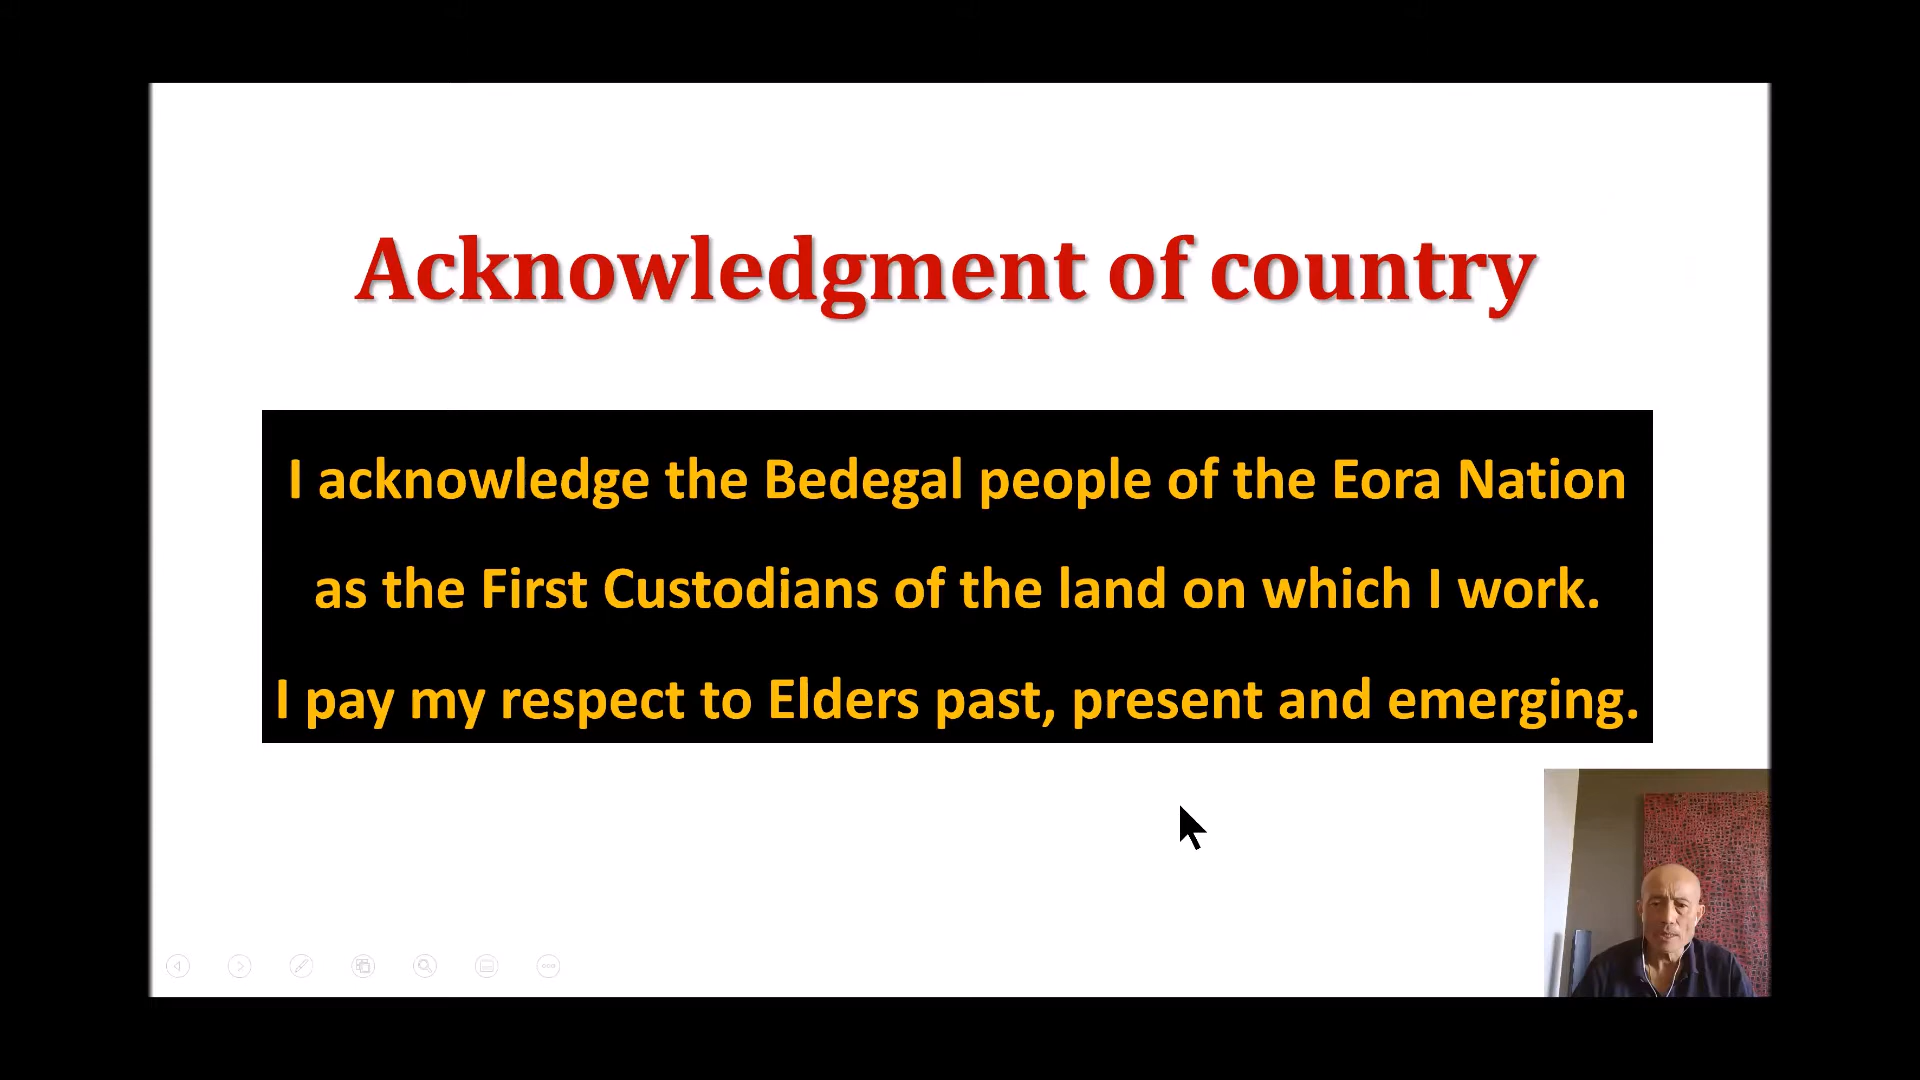 Acknowledgment of country
I acknowledge the Bedegal people of the Eora Nation
as the First Custodians of the land on which I work.
I pay my respect to Elders past, present and emerging.